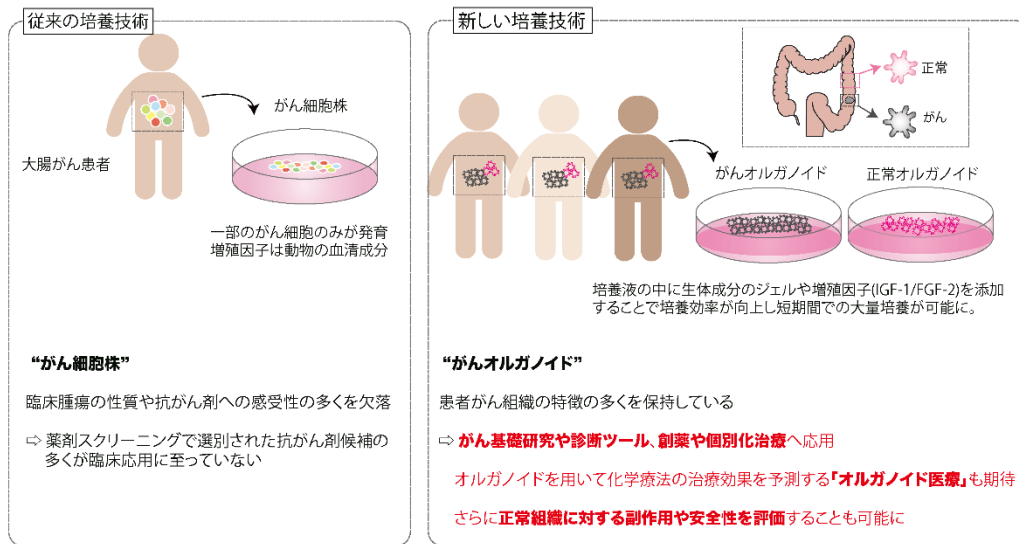 従来の培養技術
大腸がん患者
がん細胞株
一部のがん細胞のみが発育
増殖因子は動物の血清成分
“がん細胞株”
臨床腫瘍の性質や抗がん剤への感受性の多くを欠落
⇨ 薬剤スクリーニングで選別された抗がん剤候補の
多くが臨床応用に至っていない
新しい培養技術
正常
がん
がんオルガノイド
正常オルガノイド
培養液の中に生体成分のジェルや増殖因子(IGF-1/FGF-2)を添加
することで培養効率が向上し短期間での大量培養が可能に。
“がんオルガノイド”
患者がん組織の特徴の多くを保持している
⇨ がん基礎研究や診断ツール、創薬や個別化治療へ応用
オルガノイドを用いて化学療法の治療効果を予測する「オルガノイド医療」も期待
さらに正常組織に対する副作用や安全性を評価することも可能に